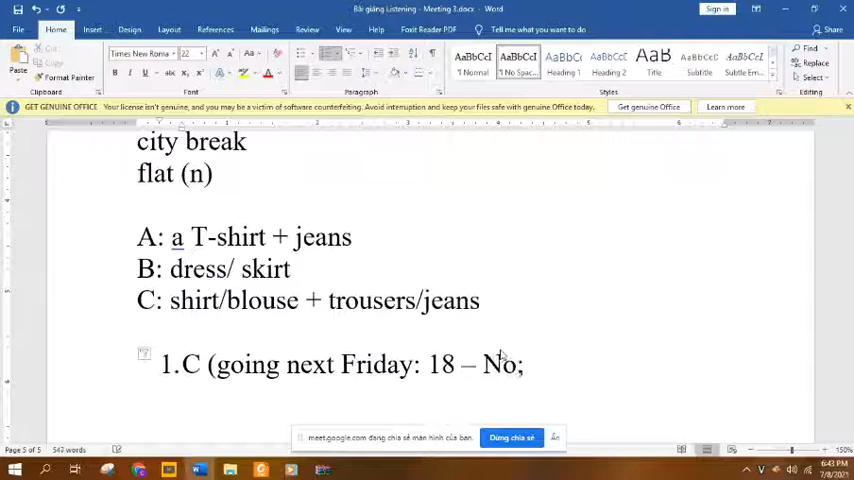 Bài giảng Listening - Meeting 3.docx - Word
Sign in
File Home Insert Design Layout References Mailings Review View Foxit Reader PDF Tell me what you want to do Share
Paste
Cut
Copy
Format Painter
Clipboard
Times New Roma 22
Font
Paragraph
AaBbCcI AaBbCcI AaBbCcI AaBbCcI AaB AaBbCcI AaBbCcI
¶ Normal ¶ No Spac... Heading 1 Heading 2 Title Subtitle Subtle Em...
Styles
Find
Replace
Select
Editing
GET GENUINE OFFICE Your license isn't genuine, and you may be a victim of software counterfeiting. Avoid interruption and keep your files safe with genuine Office today. Get genuine Office Learn more
city break
flat (n)
A: a T-shirt + jeans
B: dress/ skirt
C: shirt/blouse + trousers/jeans
1.C (going next Friday: 18 – No;
meet.google.com đang chia sẻ màn hình của bạn. Dừng chia sẻ Ẩn
Page 5 of 5 547 words
150%
6:43 PM
7/8/2021